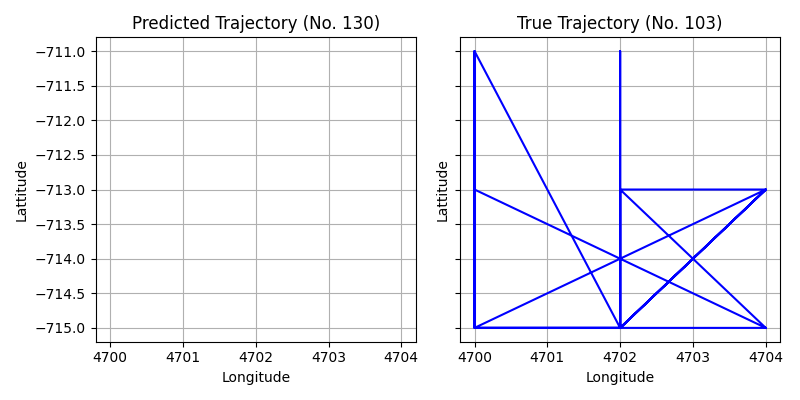 Predicted Trajectory (No. 130)
True Trajectory (No. 103)
−711.0
−711.5
−712.0
−712.5
−713.0
−713.5
−714.0
−714.5
−715.0
Lattitude
Lattitude
4700 4701 4702 4703 4704
4700 4701 4702 4703 4704
Longitude
Longitude